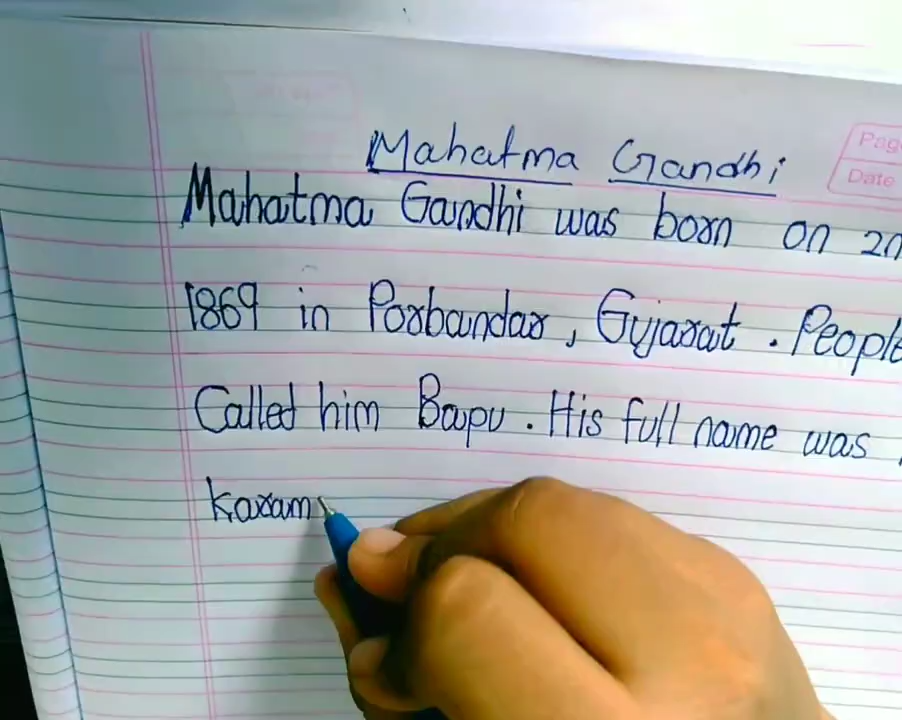 Mahatma Gandhi
Page
Date
Mahatma Gandhi was born on 2n
1869 in Porbandar, Gujarat. People
Called him Bapu. His full name was
Karam